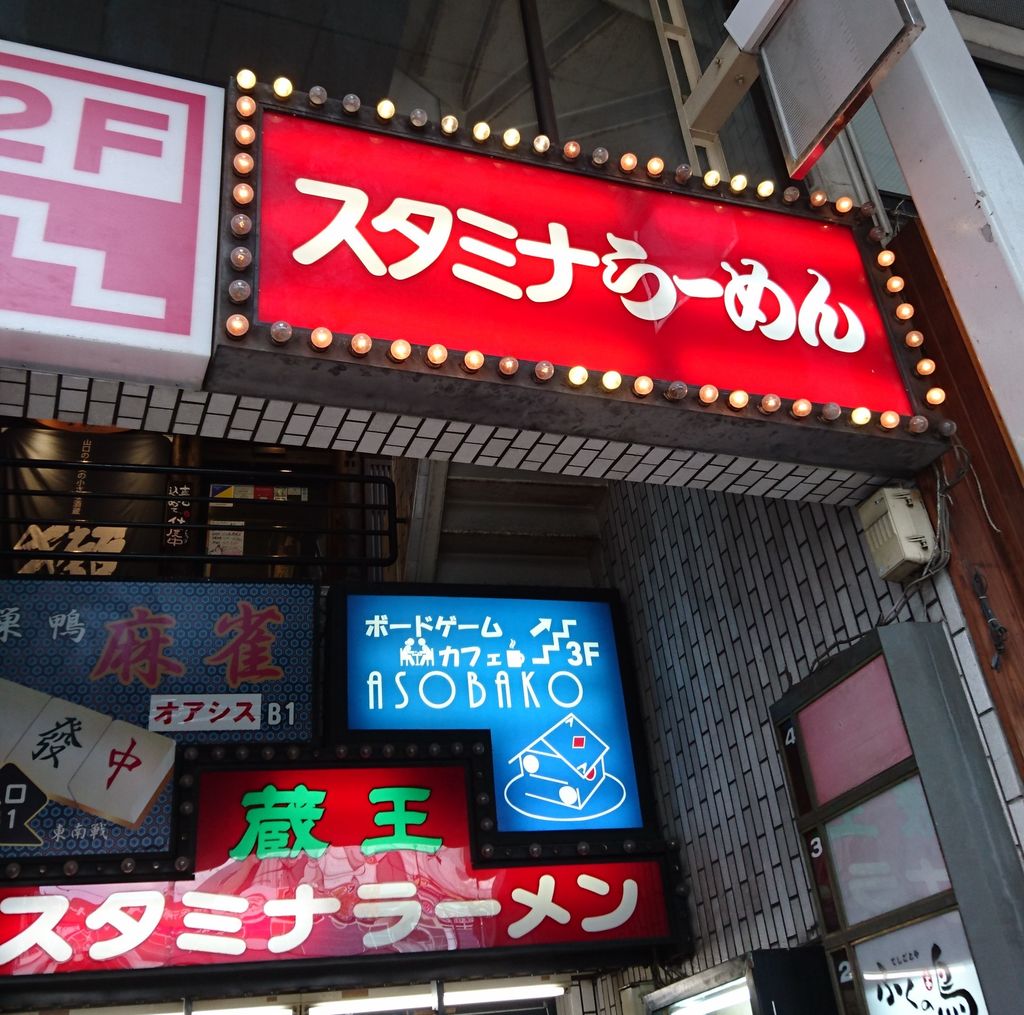 2F
スタミナらーめん
巣鴨 麻雀
オアシス B1
發 中
東南戦
ボードゲーム
カフェ 3F
ASOBAKO
蔵王
スタミナラーメン
4
3
2